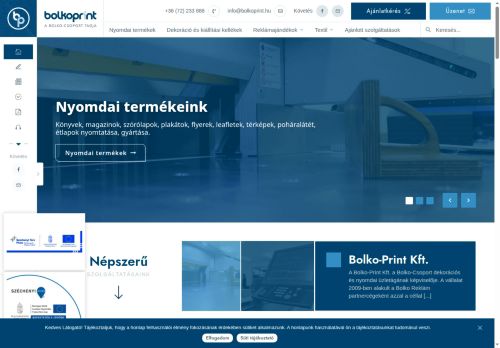 bolkoprint
A BOLKO CSOPORT TAGJA
+36 (72) 233 888
info@bolkoprint.hu
Követés
Ajánlatkérés →
Üzenet
Nyomdai termékek
Dekoráció és kiállítási kellékek
Reklámajándékok
Textil
Ajánlott szolgáltatások
Keresés...
Nyomdai termékeink
Könyvek, magazinok, szórólapok, plakátok, flyerek, leafletek, térképek, poháralátét,
étlapok nyomtatása, gyártása.
Nyomdai termékek →
Követés
SZÉCHENYI
Népszerű
SZOLGÁLTATÁSAINK
Bolko-Print Kft.
A Bolko-Print Kft. a Bolko-Csoport dekorációs
és nyomdai üzletágának képviselője. A vállalat
2009-ben alakult a Bolko Reklám
partnercégeként azzal a céllal [...]
Kedves Látogató! Tájékoztatjuk, hogy a honlap felhasználói élmény fokozásának érdekében sütiket alkalmazunk. A honlapunk használatával ön a tájékoztatásunkat tudomásul veszi.
Elfogadom
Süti tájékoztató